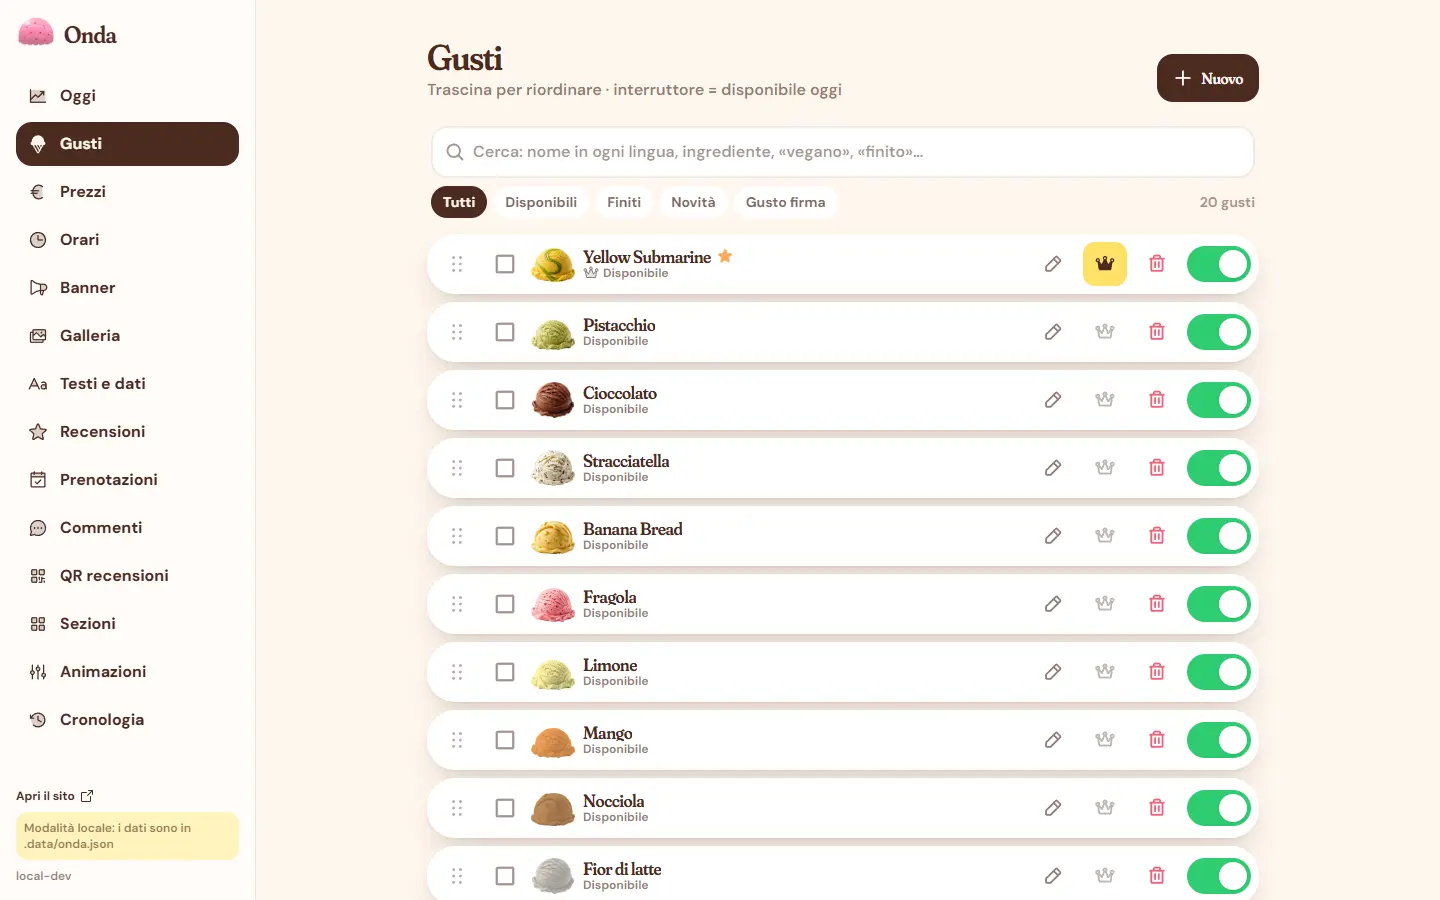 Onda
Oggi
Gusti
Prezzi
Orari
Banner
Galleria
Testi e dati
Recensioni
Prenotazioni
Commenti
QR recensioni
Sezioni
Animazioni
Cronologia
Apri il sito
Modalità locale: i dati sono in
.data/onda.json
local-dev
Gusti
Trascina per riordinare · interruttore = disponibile oggi
Nuovo
Cerca: nome in ogni lingua, ingrediente, «vegano», «finito»…
Tutti
Disponibili
Finiti
Novità
Gusto firma
20 gusti
Yellow Submarine
Disponibile
Pistacchio
Disponibile
Cioccolato
Disponibile
Stracciatella
Disponibile
Banana Bread
Disponibile
Fragola
Disponibile
Limone
Disponibile
Mango
Disponibile
Nocciola
Disponibile
Fior di latte
Disponibile